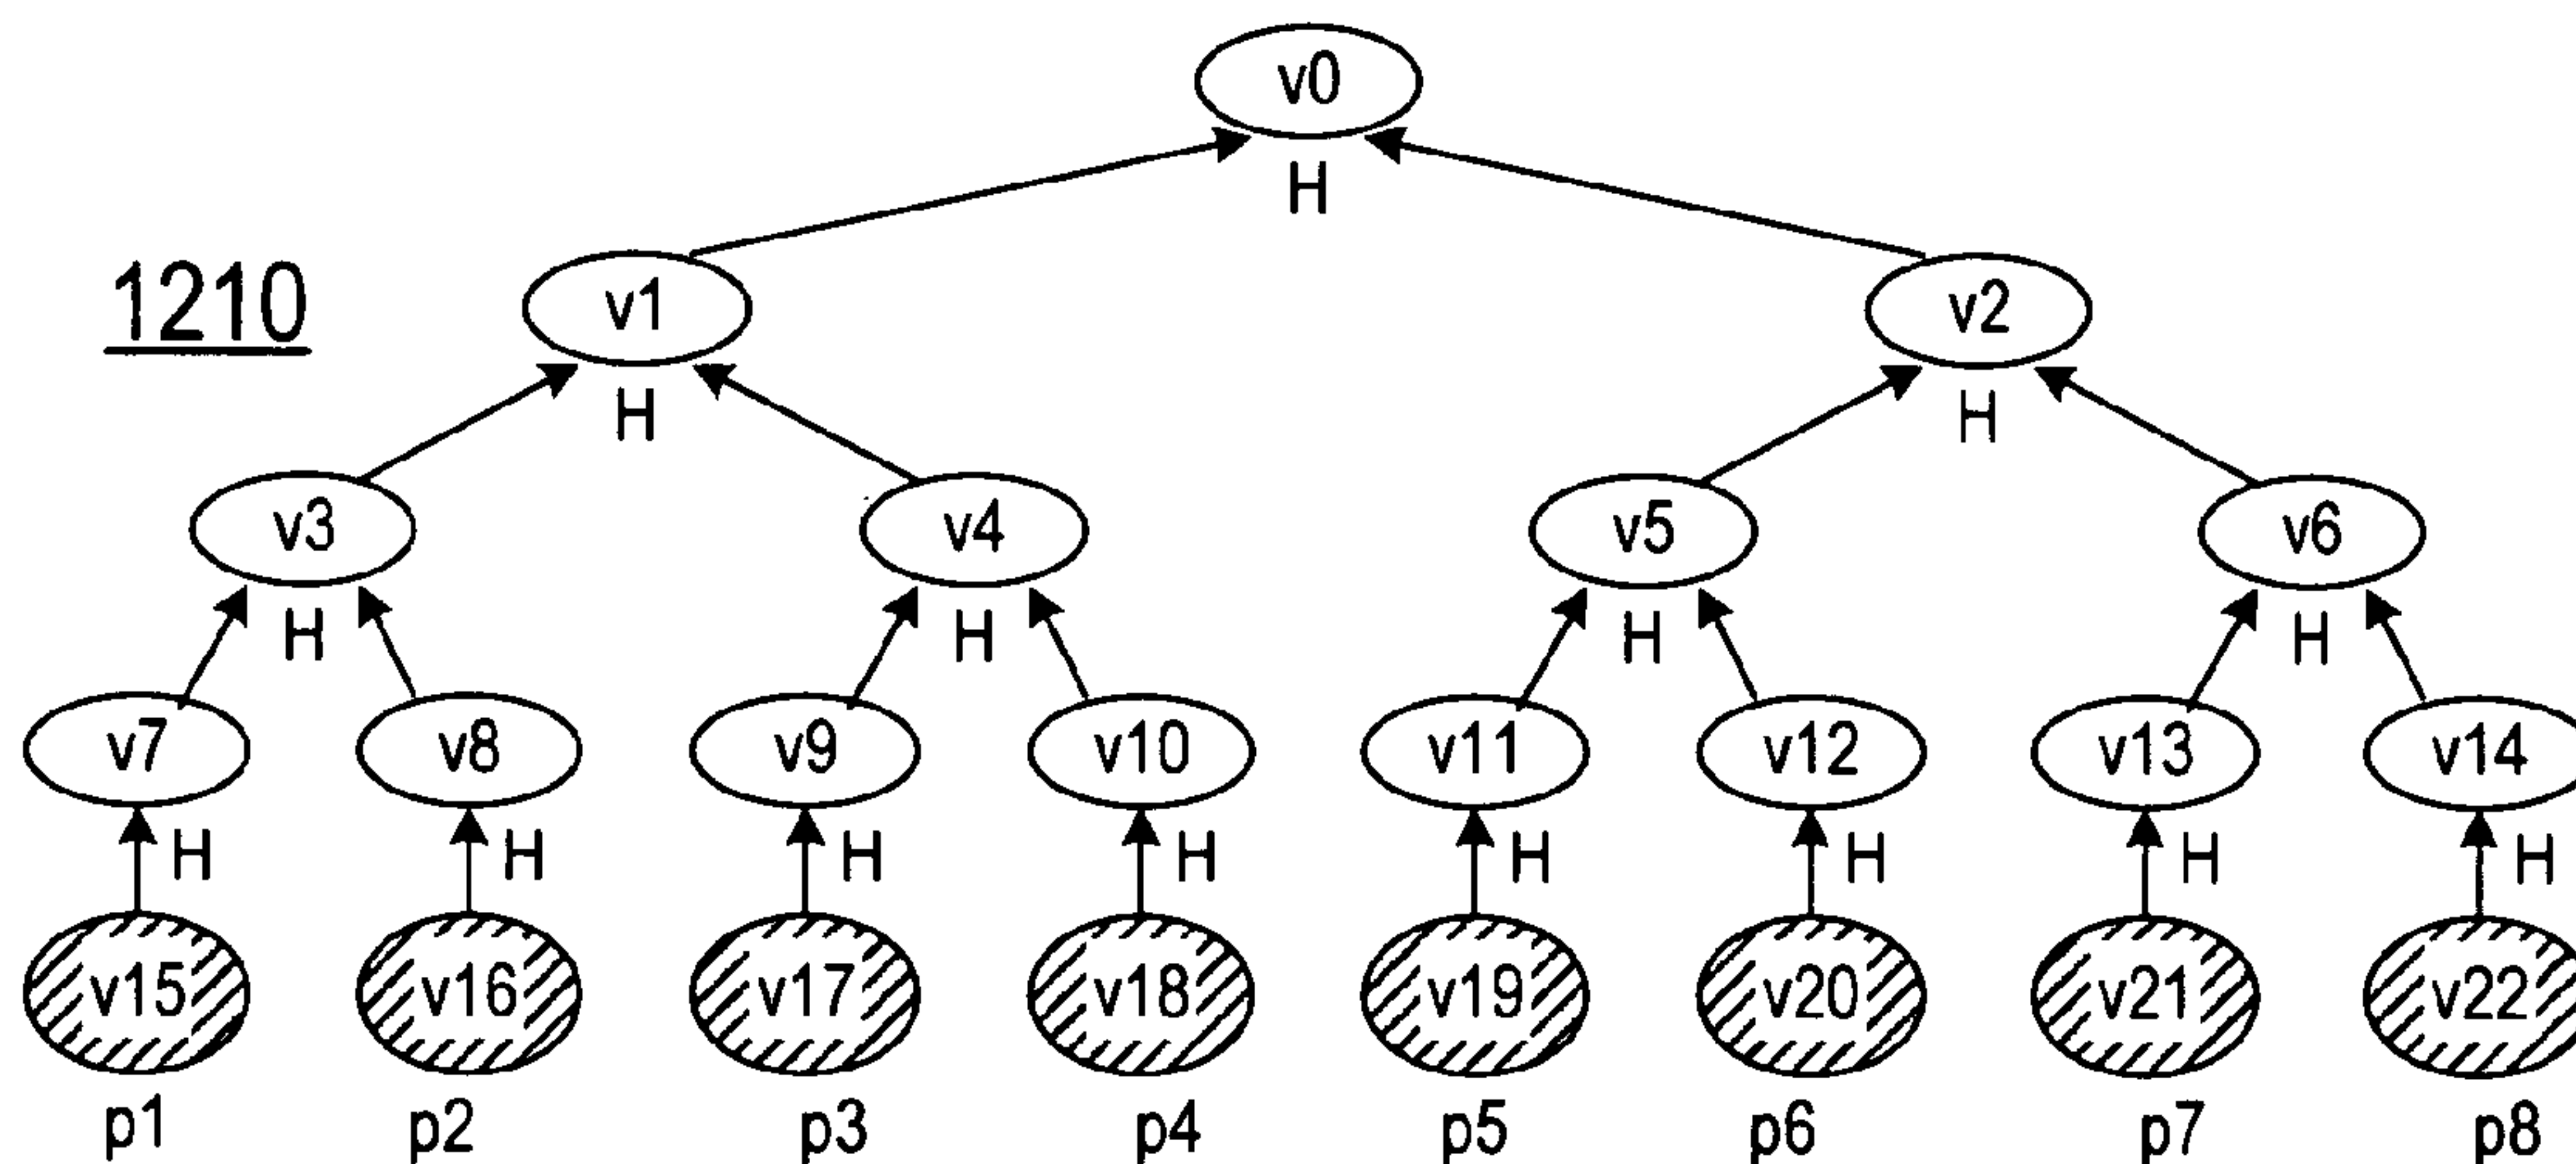 v0
H
1210
v1 v2
H H
v3 v4 v5 v6
H H H H
v7 v8 v9 v10 v11 v12 v13 v14
H H H H H H H H
v15 v16 v17 v18 v19 v20 v21 v22
p1 p2 p3 p4 p5 p6 p7 p8